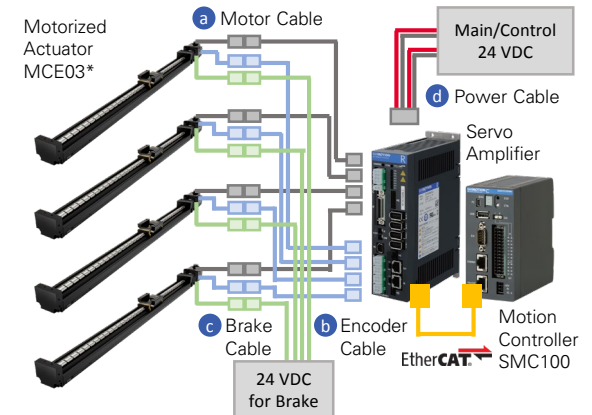 Motorized
Actuator
MCE03*
a Motor Cable
Main/Control
24 VDC
d Power Cable
Servo
Amplifier
R
c Brake
Cable
b Encoder
Cable
Motion
Controller
SMC100
EtherCAT
24 VDC
for Brake